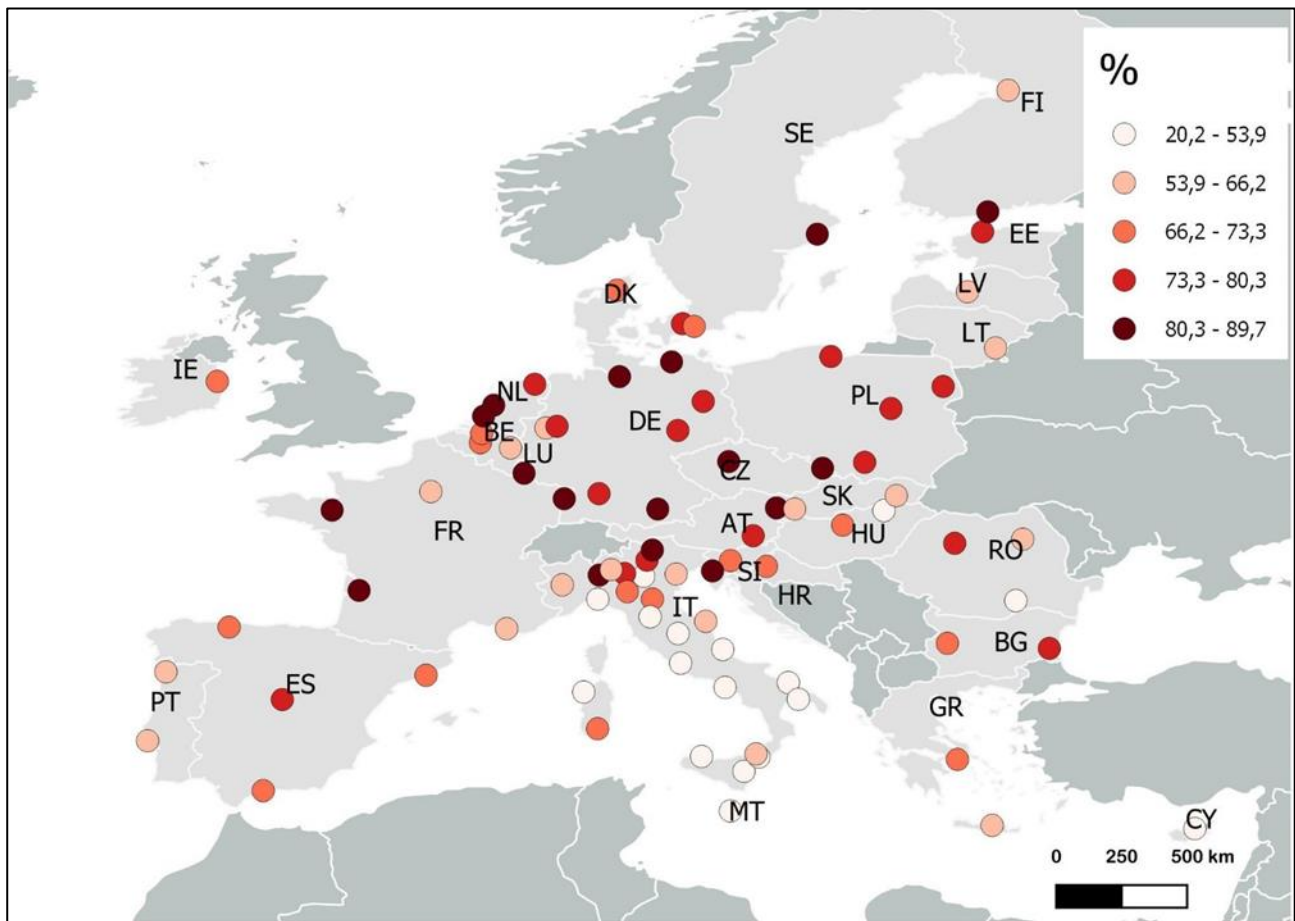 %
20,2 - 53,9
53,9 - 66,2
66,2 - 73,3
73,3 - 80,3
80,3 - 89,7
FI
SE
EE
LV
DK
LT
IE
NL
PL
DE
BE
LU
CZ
SK
FR
AT
HU
RO
SI
HR
IT
BG
ES
PT
GR
MT
CY
0 250 500 km